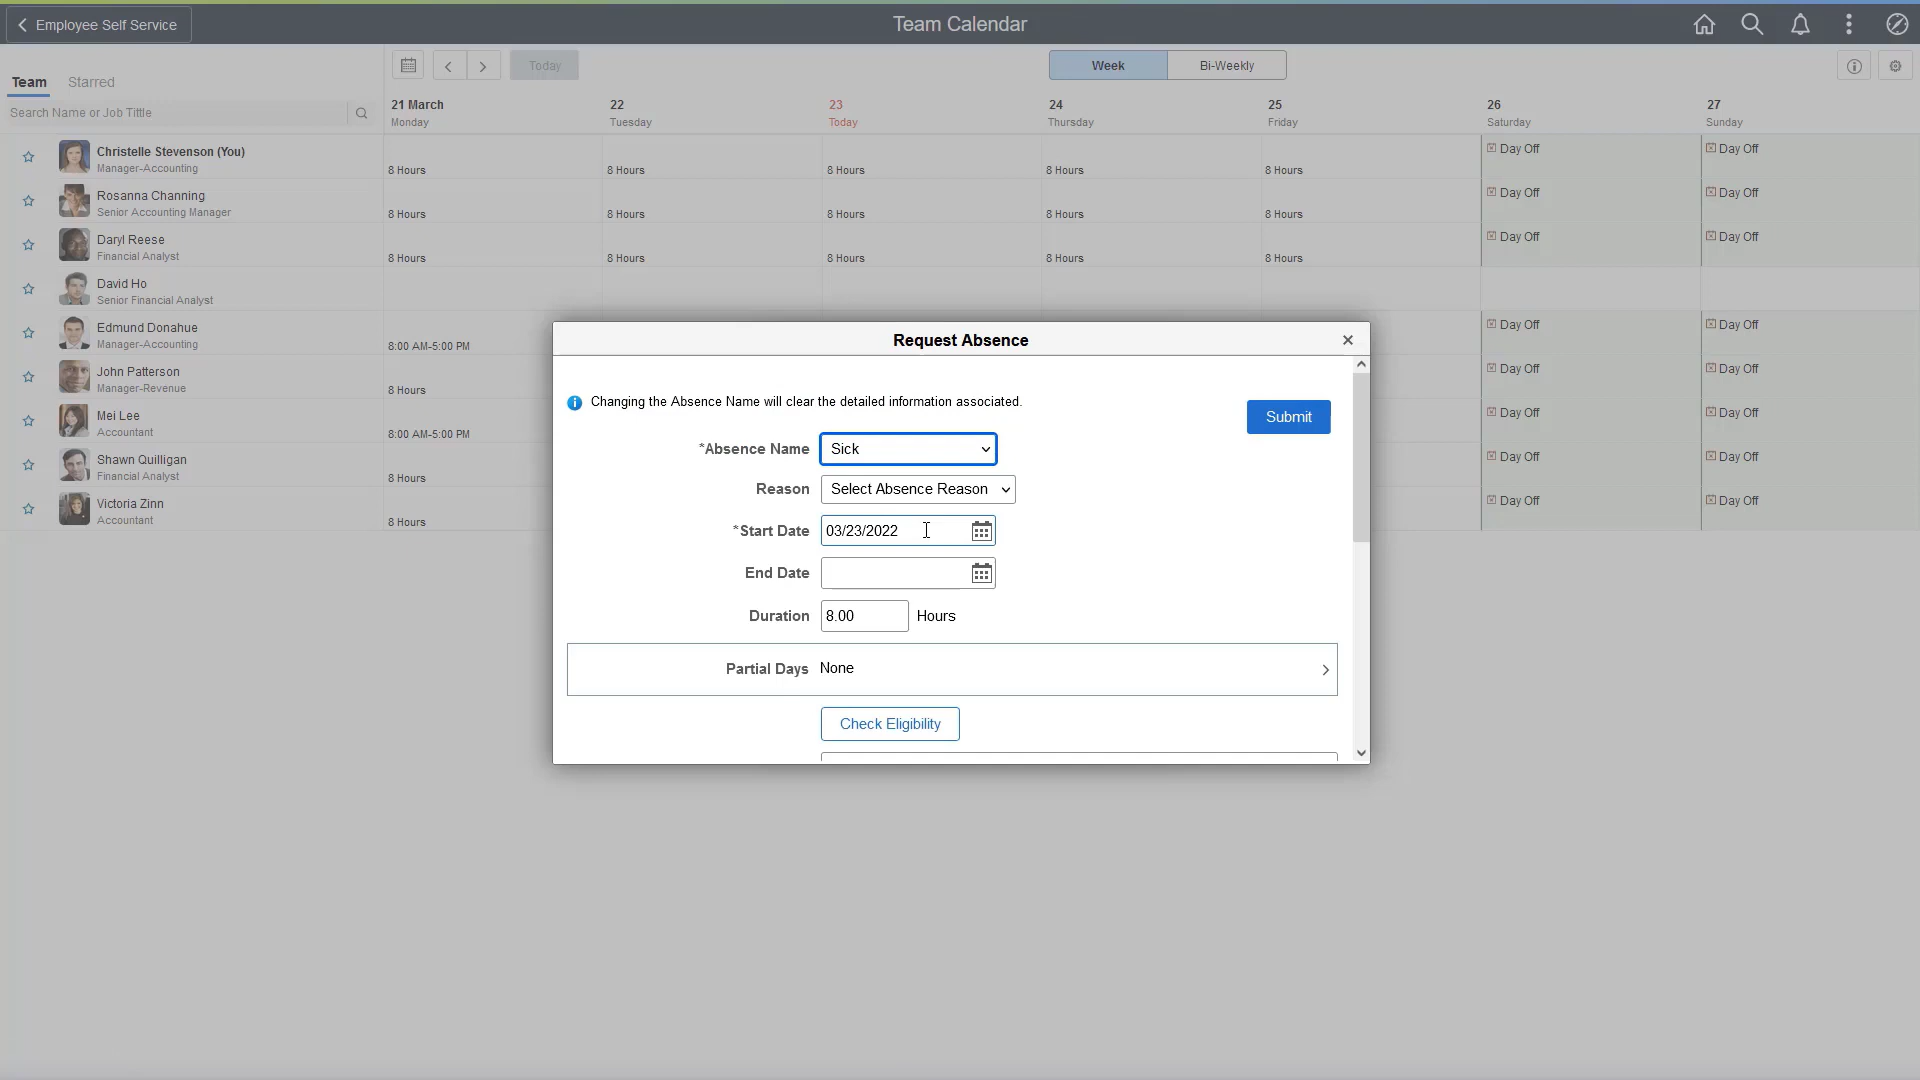 Employee Self Service
Team Calendar
Team Starred
Today
Week Bi-Weekly
Search Name or Job Tittle
21 March 22 23 24 25 26 27
Monday Tuesday Today Thursday Friday Saturday Sunday
Christelle Stevenson (You)
Manager-Accounting
8 Hours 8 Hours 8 Hours 8 Hours 8 Hours Day Off Day Off
Rosanna Channing
Senior Accounting Manager
8 Hours 8 Hours 8 Hours 8 Hours 8 Hours Day Off Day Off
Daryl Reese
Financial Analyst
8 Hours 8 Hours 8 Hours 8 Hours 8 Hours Day Off Day Off
David Ho
Senior Financial Analyst
Edmund Donahue
Manager-Accounting
8:00 AM-5:00 PM Day Off Day Off
John Patterson
Manager-Revenue
8 Hours Day Off Day Off
Mei Lee
Accountant
8:00 AM-5:00 PM Day Off Day Off
Shawn Quilligan
Financial Analyst
8 Hours Day Off Day Off
Victoria Zinn
Accountant
8 Hours Day Off Day Off
Request Absence
Changing the Absence Name will clear the detailed information associated.
Submit
*Absence Name Sick
Reason Select Absence Reason
*Start Date 03/23/2022
End Date
Duration 8.00 Hours
Partial Days None
Check Eligibility